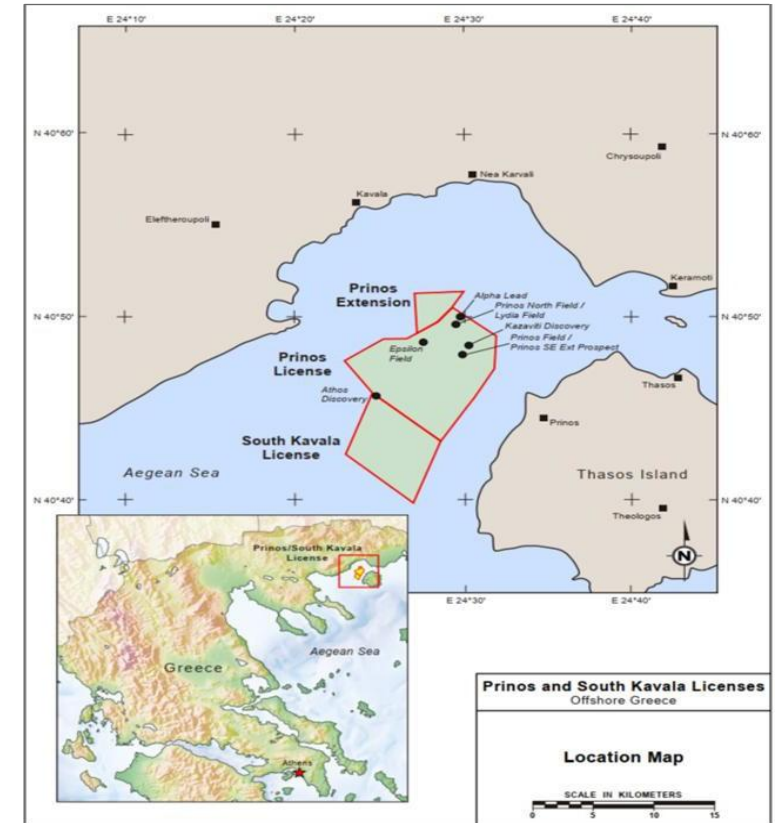 E 24°10'
E 24°20'
E 24°30'
E 24°40'
N 40°60'
N 40°60'
Chrysoupoli
Nea Karvali
Kavala
Eleftheroupoli
Keramoti
Prinos
Extension
Alpha Lead
Prinos North Field /
Lydia Field
N 40°50'
N 40°50'
Kazaviti Discovery
Prinos Field /
Prinos SE Ext Prospect
Epsilon
Field
Prinos
License
Athos
Discovery
Thasos
Prinos
South Kavala
License
Aegean Sea
Thasos Island
N 40°40'
N 40°40'
Theologos
N
Prinos/South Kavala
License
E 24°30'
E 24°40'
Aegean Sea
Greece
Athens
Prinos and South Kavala Licenses
Offshore Greece
Location Map
SCALE IN KILOMETERS
0 5 10 15